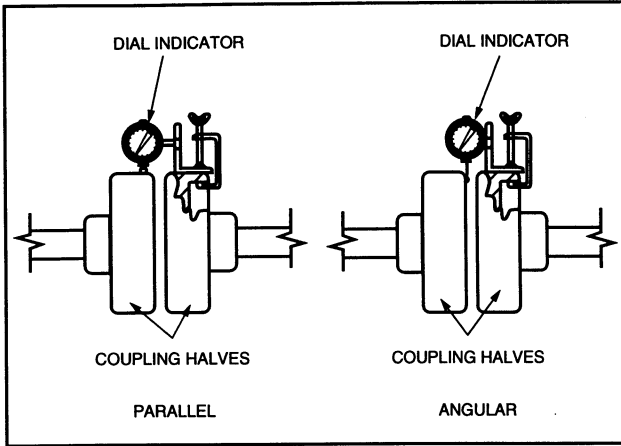 DIAL INDICATOR
DIAL INDICATOR
COUPLING HALVES
COUPLING HALVES
PARALLEL
ANGULAR